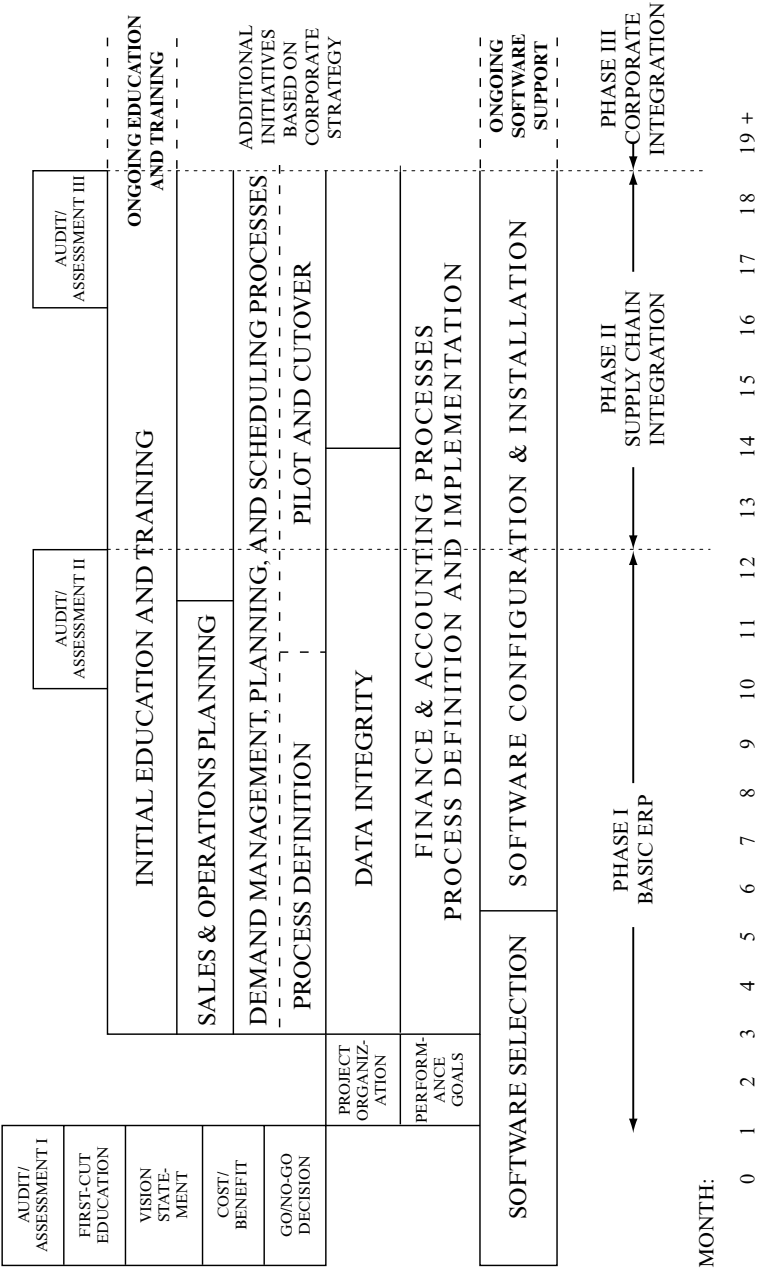 AUDIT/
ASSESSMENT I
FIRST-CUT
EDUCATION
VISION
STATE-
MENT
COST/
BENEFIT
GO/NO-GO
DECISION
AUDIT/
ASSESSMENT II
AUDIT/
ASSESSMENT III
INITIAL EDUCATION AND TRAINING
ONGOING EDUCATION
AND TRAINING
SALES & OPERATIONS PLANNING
DEMAND MANAGEMENT, PLANNING, AND SCHEDULING PROCESSES
PROCESS DEFINITION
PILOT AND CUTOVER
ADDITIONAL
INITIATIVES
BASED ON
CORPORATE
STRATEGY
PROJECT
ORGANIZ-
ATION
DATA INTEGRITY
PERFORM-
ANCE
GOALS
FINANCE & ACCOUNTING PROCESSES
PROCESS DEFINITION AND IMPLEMENTATION
SOFTWARE SELECTION
SOFTWARE CONFIGURATION & INSTALLATION
ONGOING
SOFTWARE
SUPPORT
PHASE I
BASIC ERP
PHASE II
SUPPLY CHAIN
INTEGRATION
PHASE III
CORPORATE
INTEGRATION
MONTH:
0 1 2 3 4 5 6 7 8 9 10 11 12 13 14 15 16 17 18 19 +